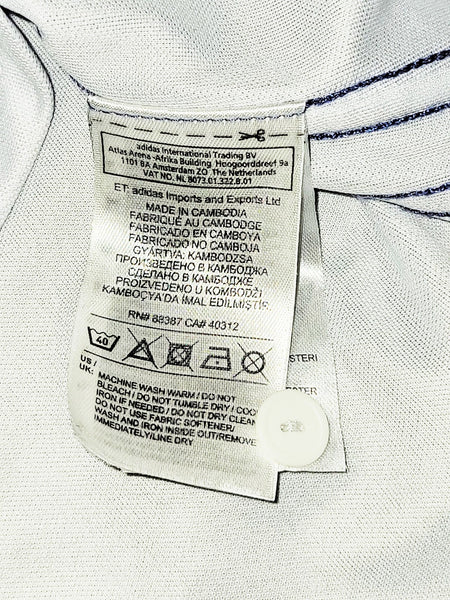 adidas International Trading BV
Atlas Arena -Afrika Building Hoogoorddreef 9a
1101 BA Amsterdam ZO The Netherlands
VAT NO. NL 8073.01.322.B.01
ET: adidas Imports and Exports Ltd
MADE IN CAMBODIA
FABRIQUÉ AU CAMBODGE
FABRICADO EN CAMBOYA
FABRICADO NO CAMBOJA
GYÁRTVA: KAMBODZSA
ПРОИЗВЕДЕНО В КАМБОДЖА
СДЕЛАНО В КАМБОДЖЕ
PROIZVEDENO U KOMBODŽI
KAMBOÇYA'DA İMAL EDİLMİŞTİR.
RN# 88387 CA# 40312
40
US /
UK:
MACHINE WASH WARM / DO NOT
BLEACH / DO NOT TUMBLE DRY / COOL
IRON IF NEEDED / DO NOT DRY CLEAN
DO NOT USE FABRIC SOFTENER/
WASH AND IRON INSIDE OUT/REMOVE
IMMEDIATELY/LINE DRY